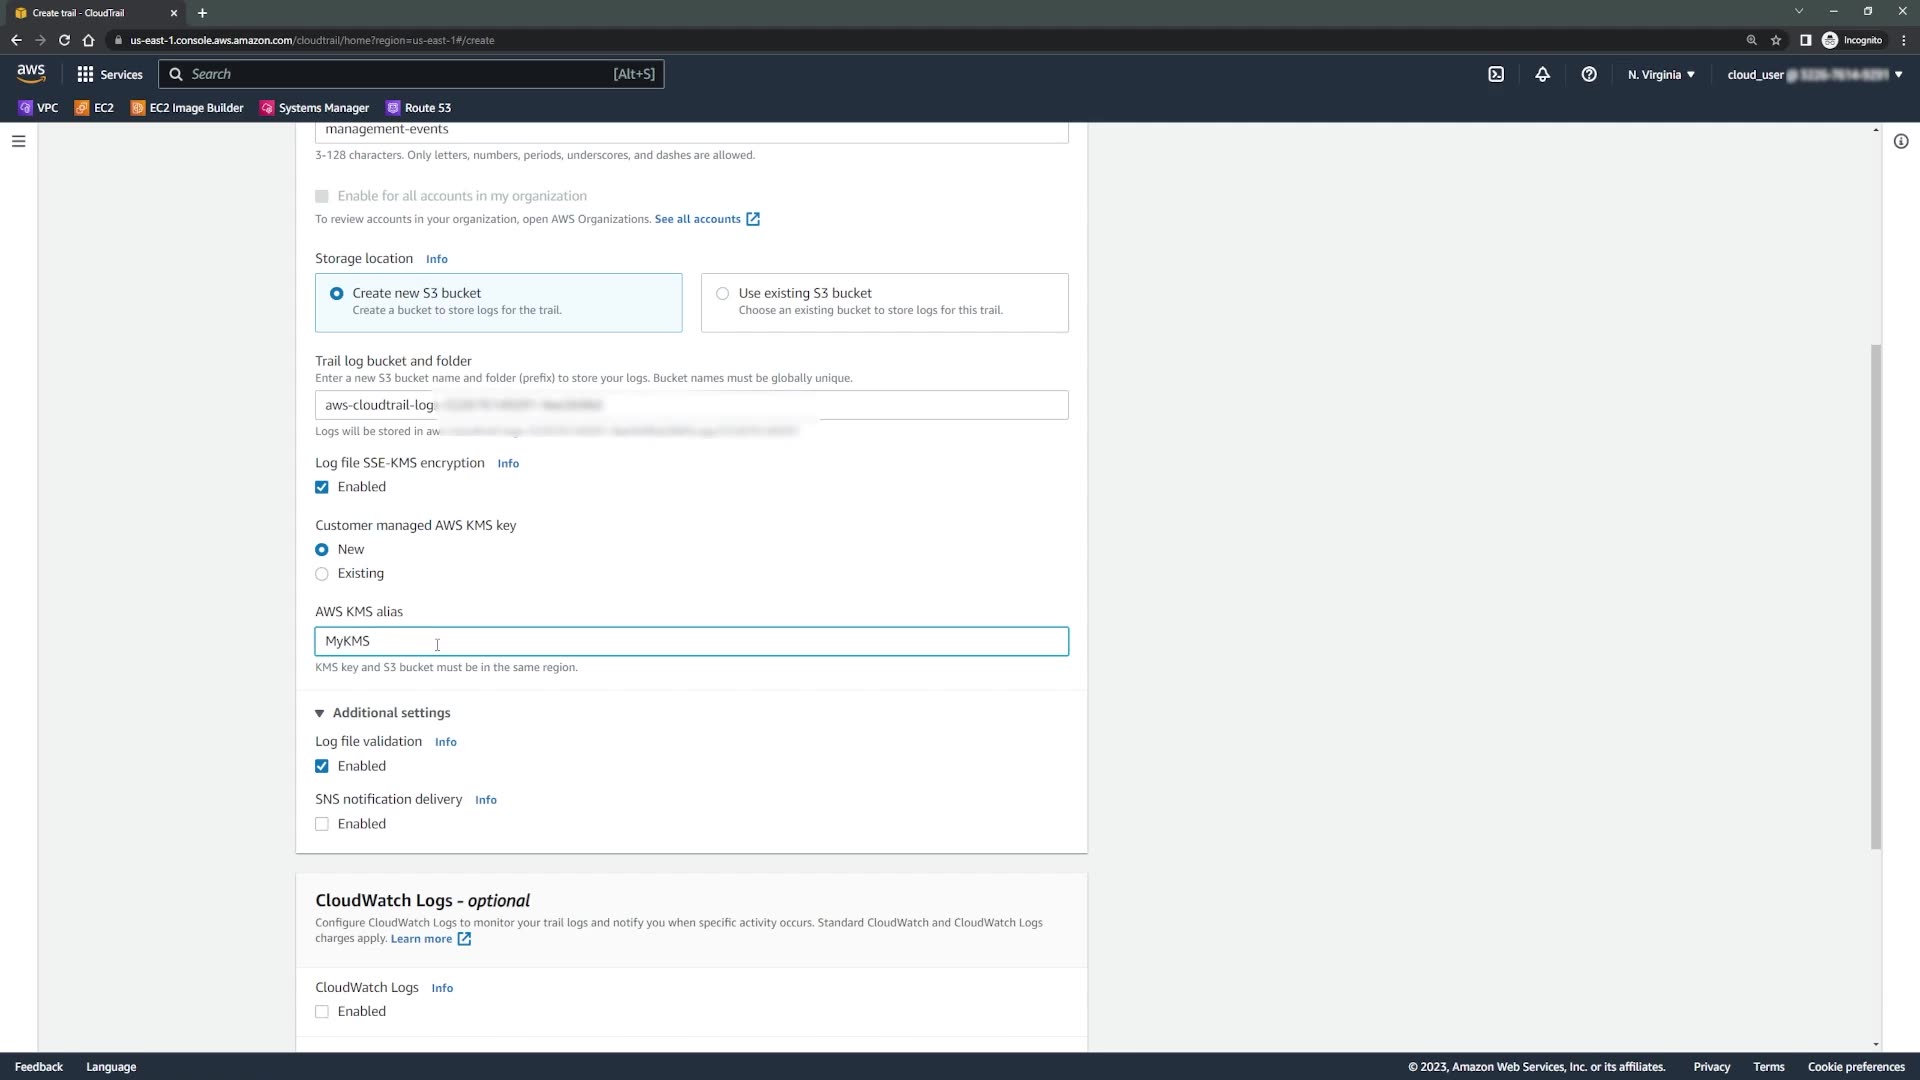 Create trail - CloudTrail
us-east-1.console.aws.amazon.com/cloudtrail/home?region=us-east-1#/create
Incognito
aws
Services
Search
[Alt+S]
N. Virginia
cloud_user @
VPC
EC2
EC2 Image Builder
Systems Manager
Route 53
management-events
3-128 characters. Only letters, numbers, periods, underscores, and dashes are allowed.
Enable for all accounts in my organization
To review accounts in your organization, open AWS Organizations. See all accounts
Storage location Info
Create new S3 bucket
Create a bucket to store logs for the trail.
Use existing S3 bucket
Choose an existing bucket to store logs for this trail.
Trail log bucket and folder
Enter a new S3 bucket name and folder (prefix) to store your logs. Bucket names must be globally unique.
aws-cloudtrail-logs
Logs will be stored in aw
Log file SSE-KMS encryption Info
Enabled
Customer managed AWS KMS key
New
Existing
AWS KMS alias
MyKMS
KMS key and S3 bucket must be in the same region.
Additional settings
Log file validation Info
Enabled
SNS notification delivery Info
Enabled
CloudWatch Logs - optional
Configure CloudWatch Logs to monitor your trail logs and notify you when specific activity occurs. Standard CloudWatch and CloudWatch Logs
charges apply. Learn more
CloudWatch Logs Info
Enabled
Feedback
Language
© 2023, Amazon Web Services, Inc. or its affiliates.
Privacy
Terms
Cookie preferences